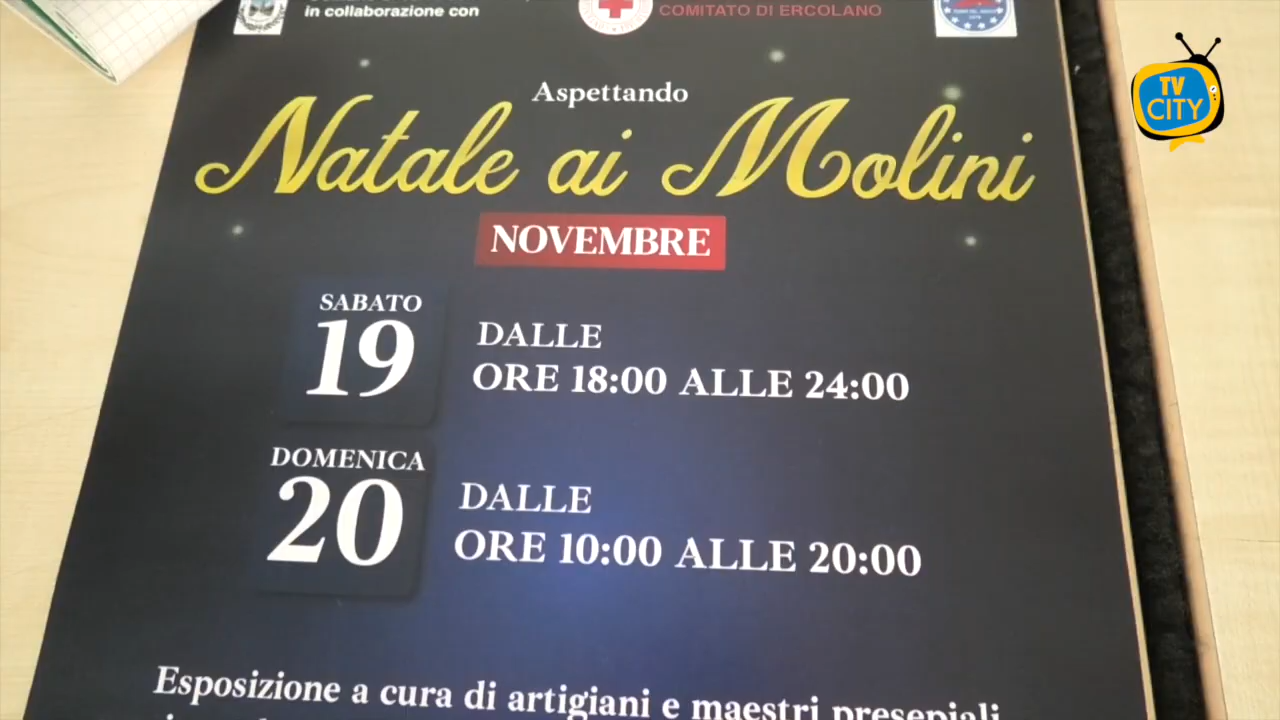 in collaborazione con
COMITATO DI ERCOLANO
TV
CITY
Aspettando
Natale ai Molini
NOVEMBRE
SABATO
19
DALLE
ORE 18:00 ALLE 24:00
DOMENICA
20
DALLE
ORE 10:00 ALLE 20:00
Esposizione a cura di artigiani e maestri presepiali